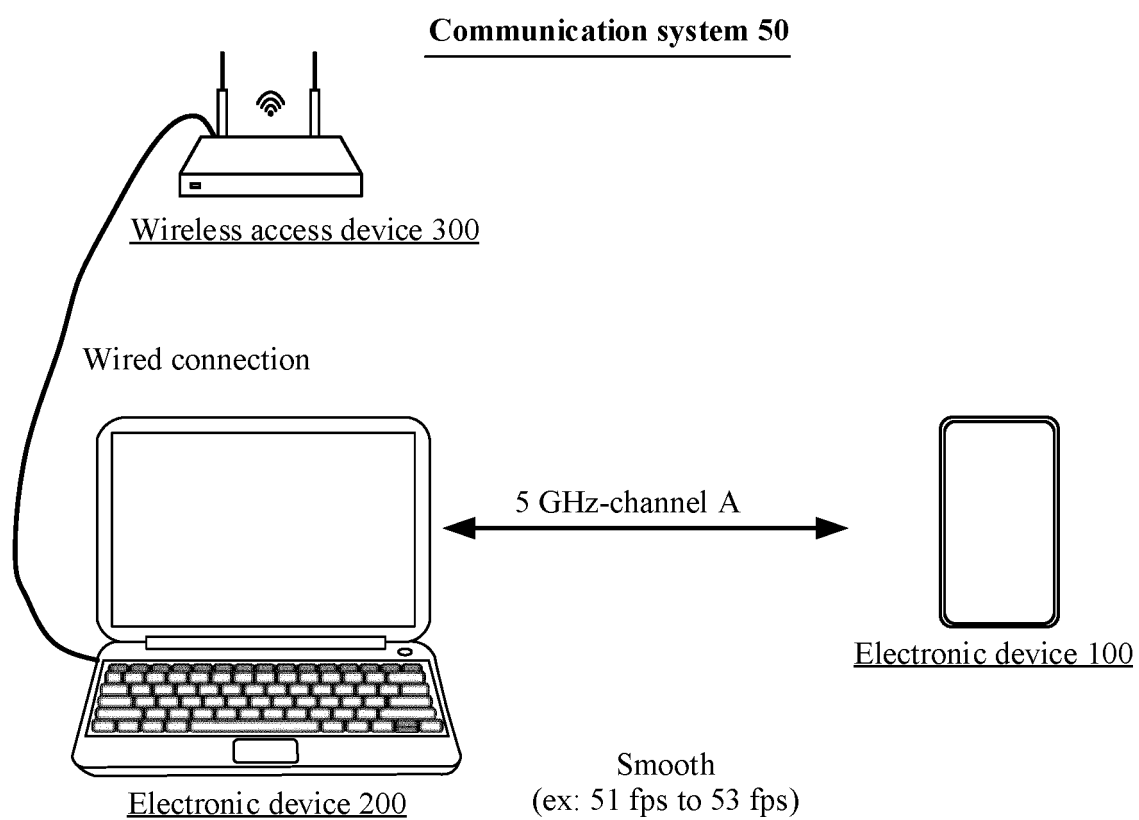 Communication system 50
Wireless access device 300
Wired connection
5 GHz-channel A
Electronic device 100
Electronic device 200
Smooth
(ex: 51 fps to 53 fps)